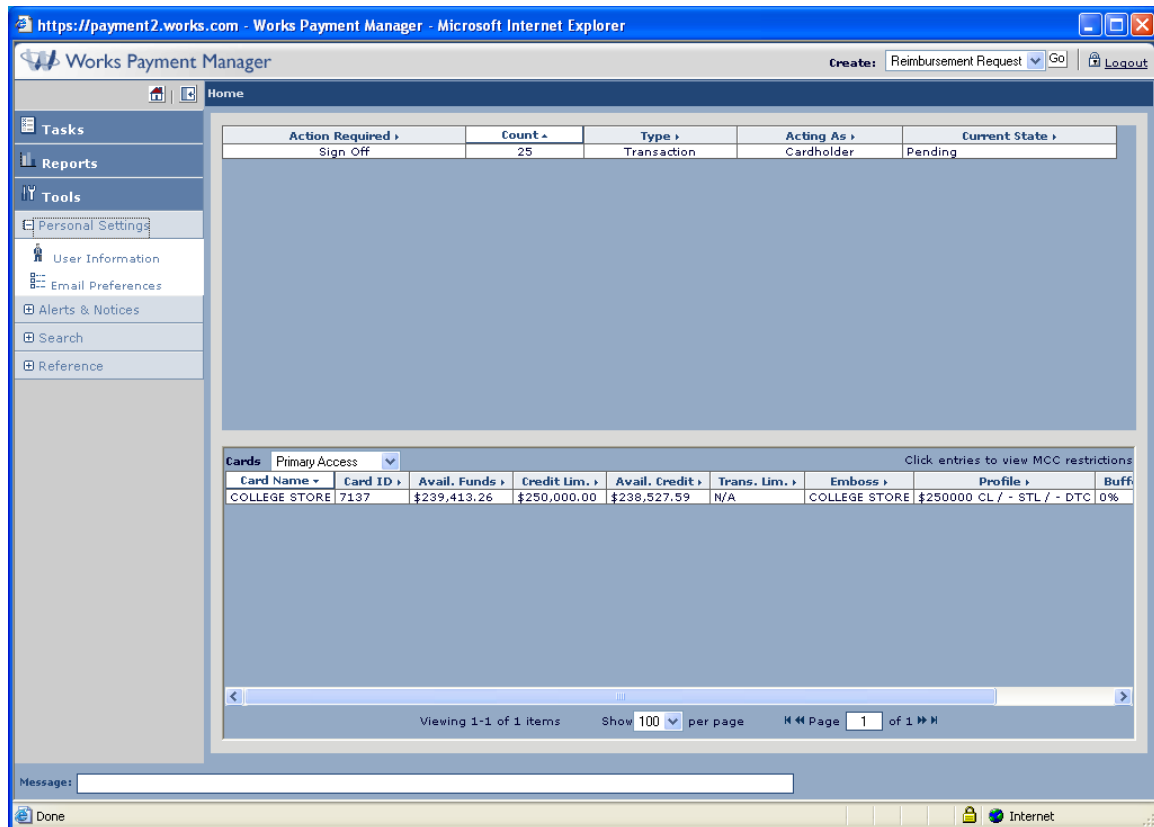 https://payment2.works.com - Works Payment Manager - Microsoft Internet Explorer
Works Payment Manager
Create: Reimbursement Request Go Logout
Home
Tasks
Reports
Tools
Personal Settings
User Information
Email Preferences
Alerts & Notices
Search
Reference
Action Required Count Type Acting As Current State
Sign Off 25 Transaction Cardholder Pending
Cards Primary Access Click entries to view MCC restrictions
Card Name Card ID Avail. Funds Credit Lim. Avail. Credit Trans. Lim. Emboss Profile Buff
COLLEGE STORE 7137 $239,413.26 $250,000.00 $238,527.59 N/A COLLEGE STORE $250000 CL / - STL / - DTC 0%
Viewing 1-1 of 1 items Show 100 per page Page 1 of 1
Message:
Done Internet